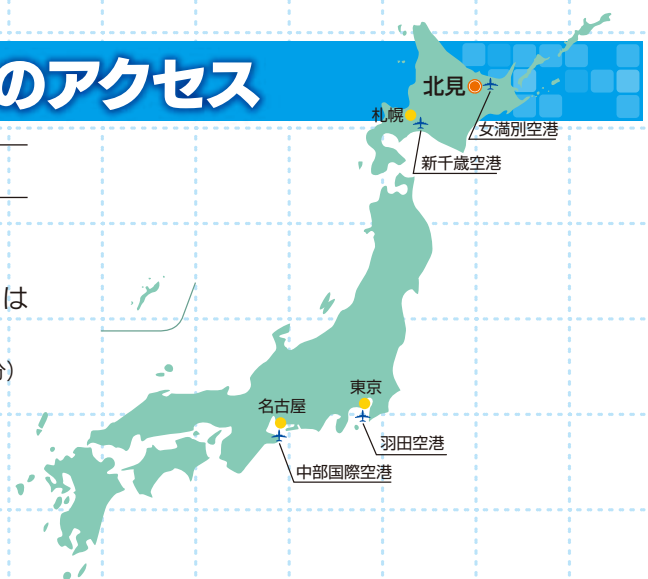 のアクセス
北見
札幌
女満別空港
新千歳空港
は
分）
東京
名古屋
羽田空港
中部国際空港